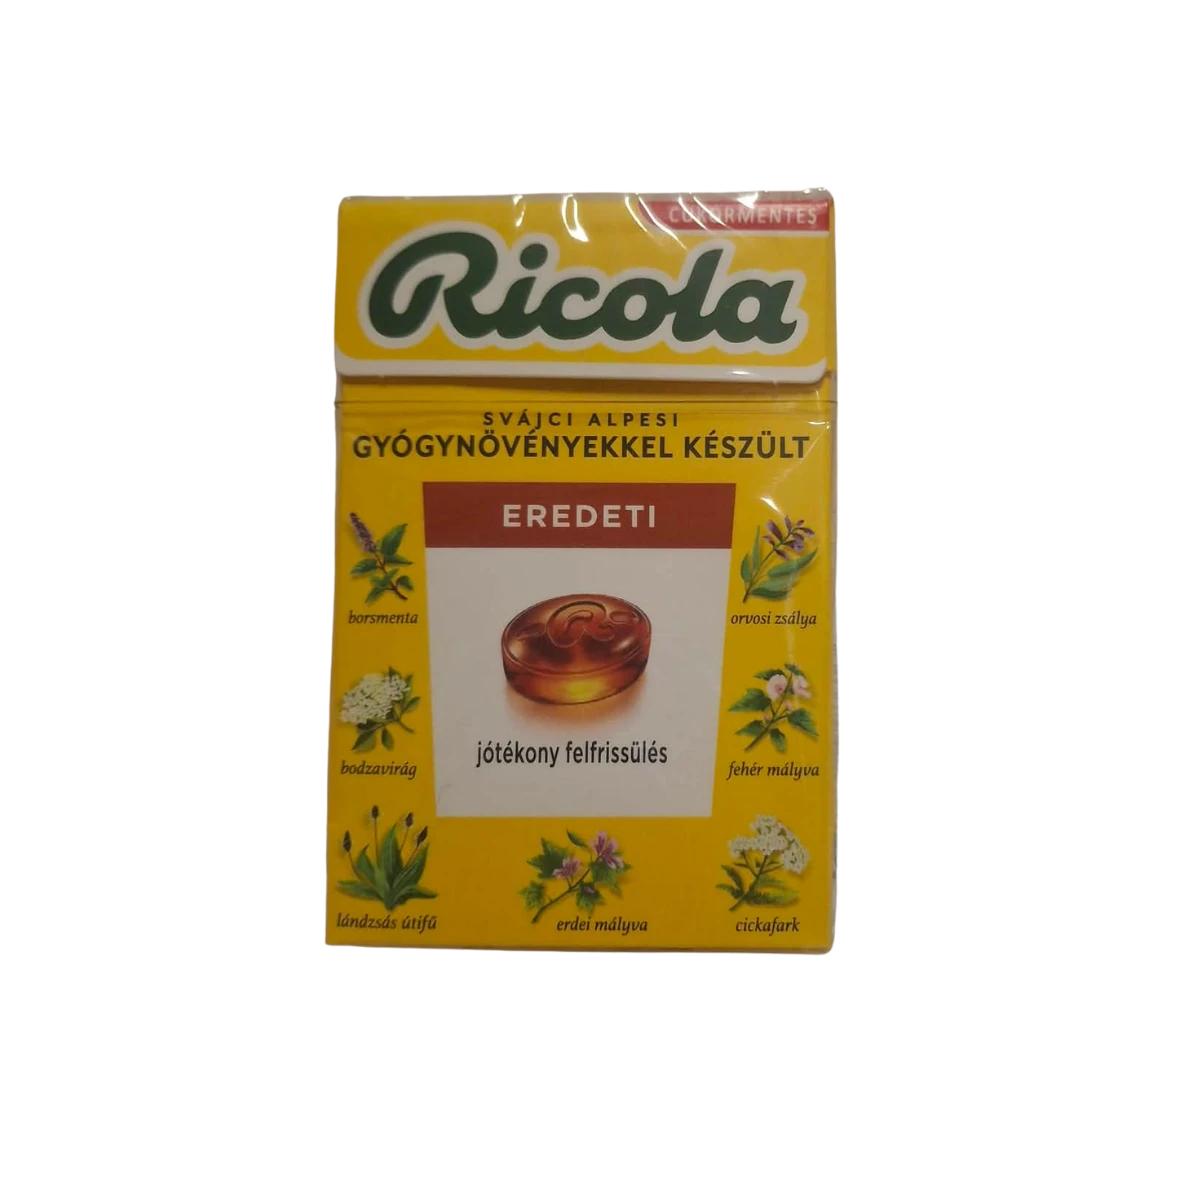 CUKORMENTES
Ricola
SVÁJCI ALPESI
GYÓGYNÖVÉNYEKKEL KÉSZÜLT
EREDETI
borsmenta
orvosi zsálya
jótékony felfrissülés
bodzavirág
fehér mályva
lándzsás útifű
erdei mályva
cickafark